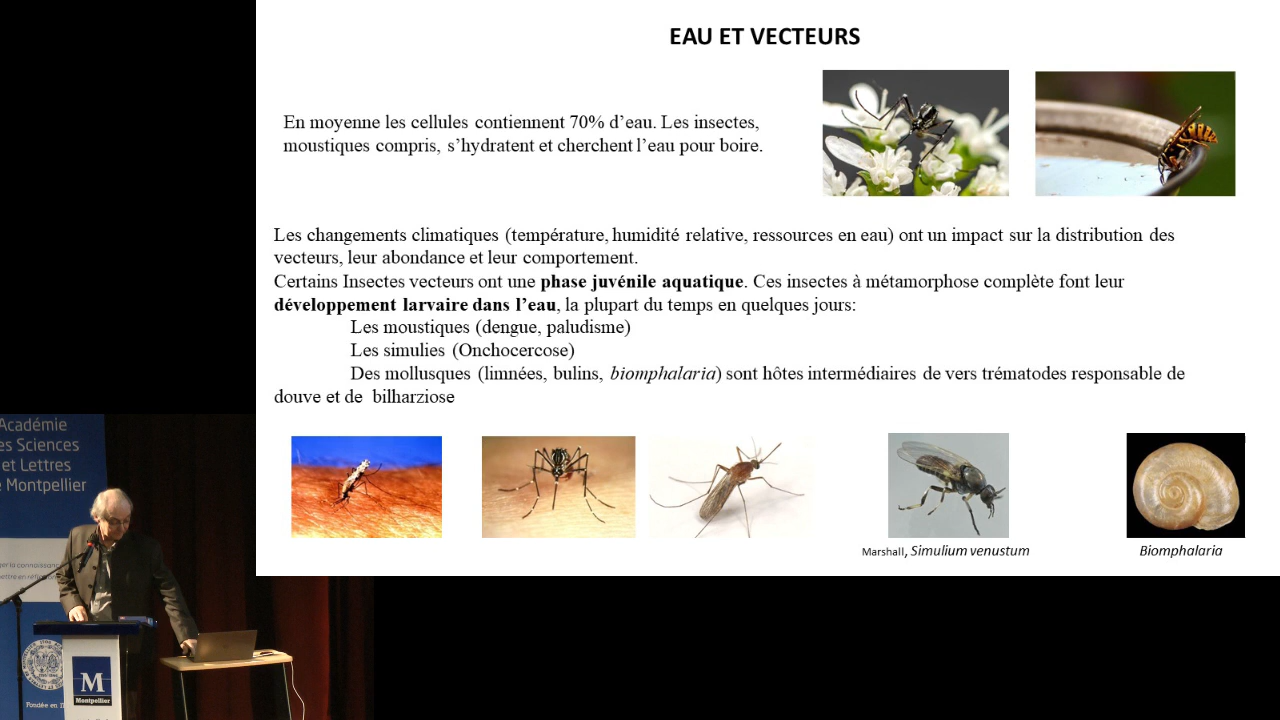 EAU ET VECTEURS
En moyenne les cellules contiennent 70% d'eau. Les insectes,
moustiques compris, s'hydratent et cherchent l'eau pour boire.
Les changements climatiques (température, humidité relative, ressources en eau) ont un impact sur la distribution des
vecteurs, leur abondance et leur comportement.
Certains Insectes vecteurs ont une phase juvénile aquatique. Ces insectes à métamorphose complète font leur
développement larvaire dans l'eau, la plupart du temps en quelques jours:
Les moustiques (dengue, paludisme)
Les simulies (Onchocercose)
Des mollusques (limnées, bulins, biomphalaria) sont hôtes intermédiaires de vers trématodes responsable de
douve et de bilharziose
Marshall, Simulium venustum
Biomphalaria
Académie
es Sciences
et Lettres
e Montpellier
M
Montpellier
Fondée en